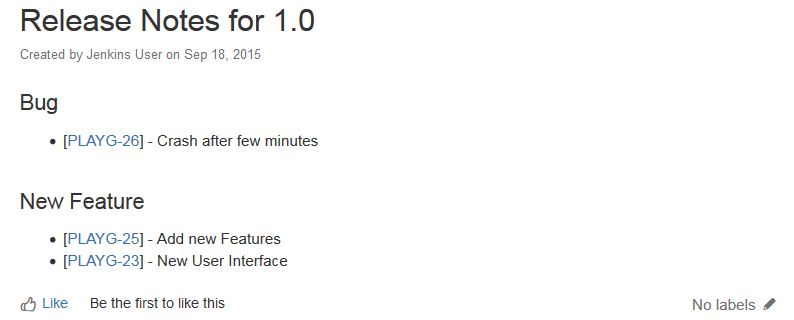 Release Notes for 1.0
Created by Jenkins User on Sep 18, 2015
Bug
• [PLAYG-26] - Crash after few minutes
New Feature
• [PLAYG-25] - Add new Features
• [PLAYG-23] - New User Interface
Like Be the first to like this No labels